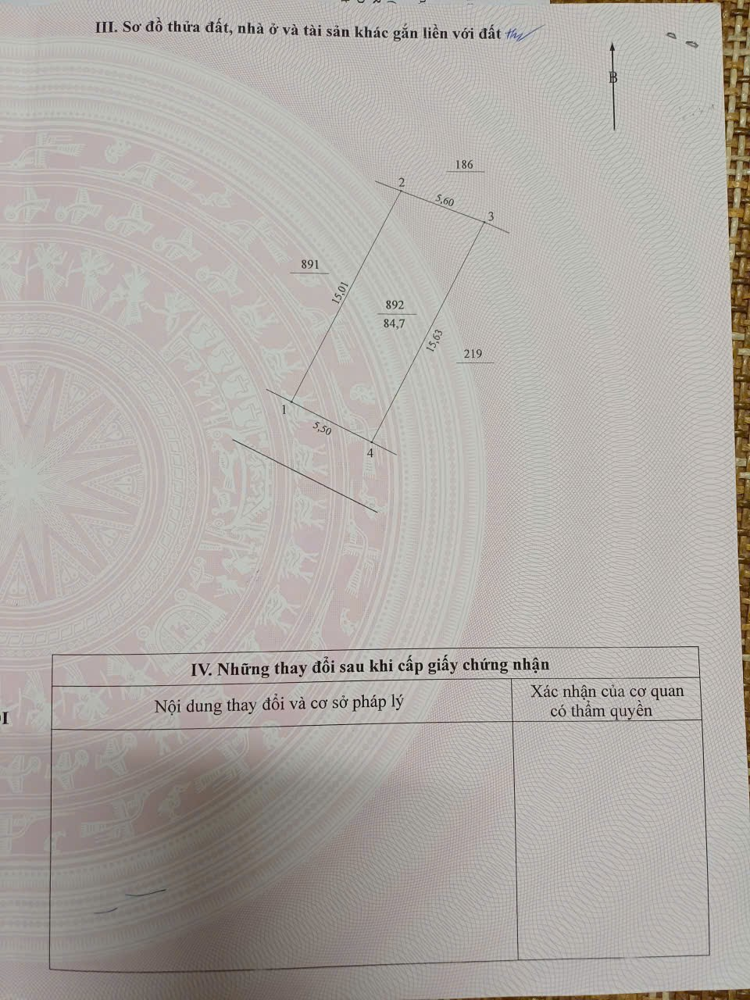 III. Sơ đồ thửa đất, nhà ở và tài sản khác gắn liền với đất
B
186
2
5,60
3
891
15,01
892
84,7
15,63
219
1
5,50
4
IV. Những thay đổi sau khi cấp giấy chứng nhận
Nội dung thay đổi và cơ sở pháp lý
Xác nhận của cơ quan
có thẩm quyền